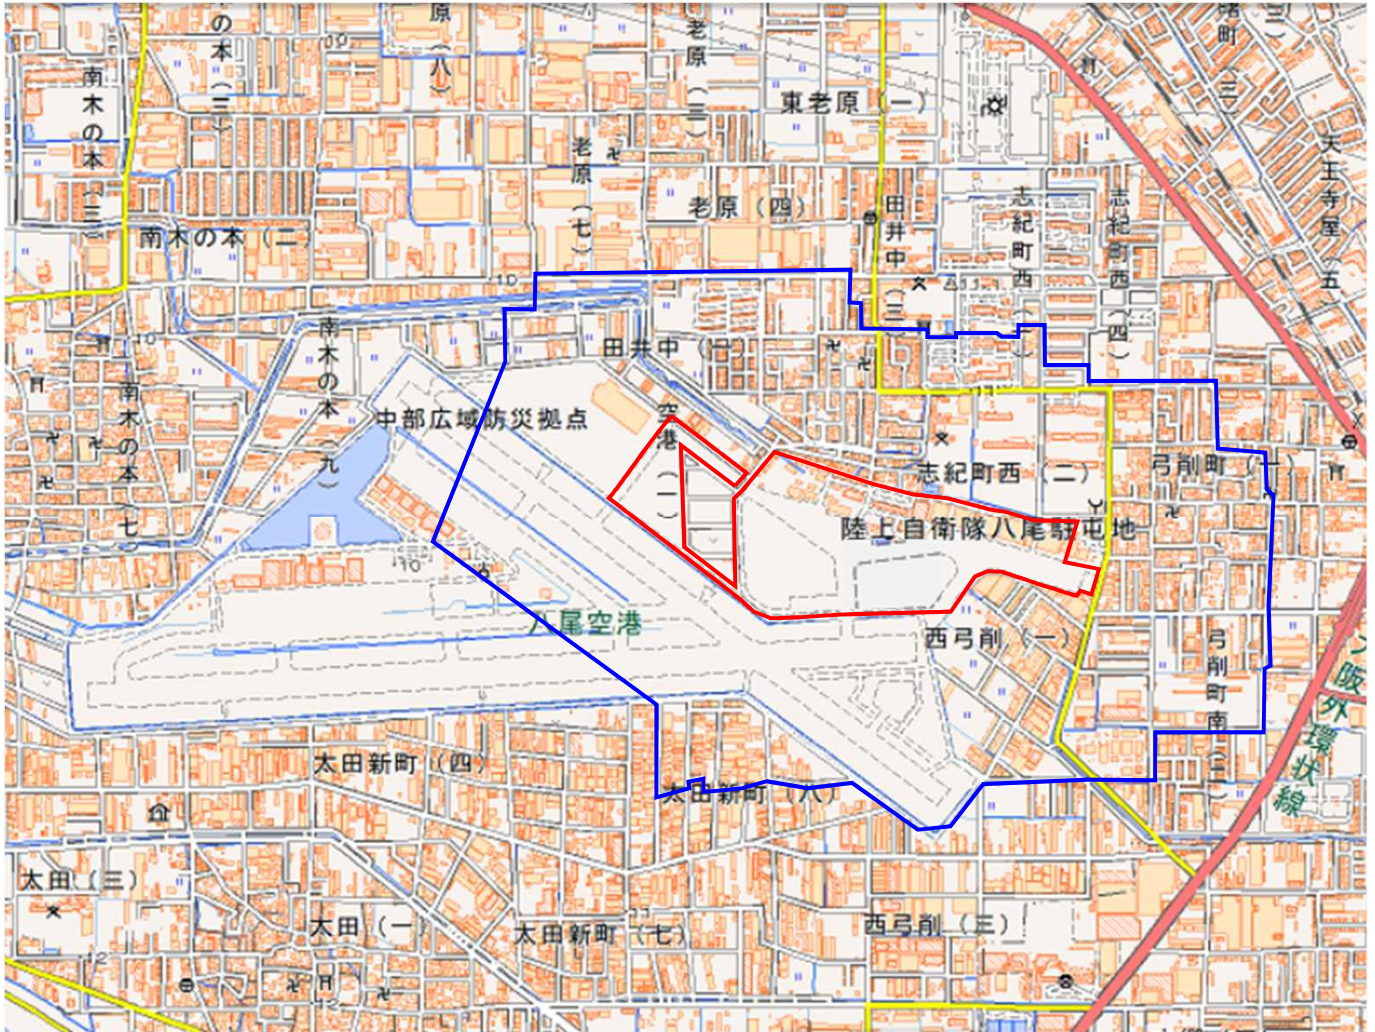 の本(三)
原(八)
老原(三)
南木の本(三)
東老原(一)
老原(七)
天王寺屋(五)
老原(四)
田井中(三)
志紀町西(一)
志紀町西(四)
南木の本(二)
10
10
田井中(二)
南木の本(九)
南木の本(七)
中部広域防災拠点
空港(一)
志紀町西(二)
弓削町(一)
陸上自衛隊八尾駐屯地
10
八尾空港
西弓削(一)
弓削町南(二)
大阪外環状線
太田新町(四)
太田新町(八)
太田(三)
太田(一)
太田新町(七)
11
西弓削(三)
12